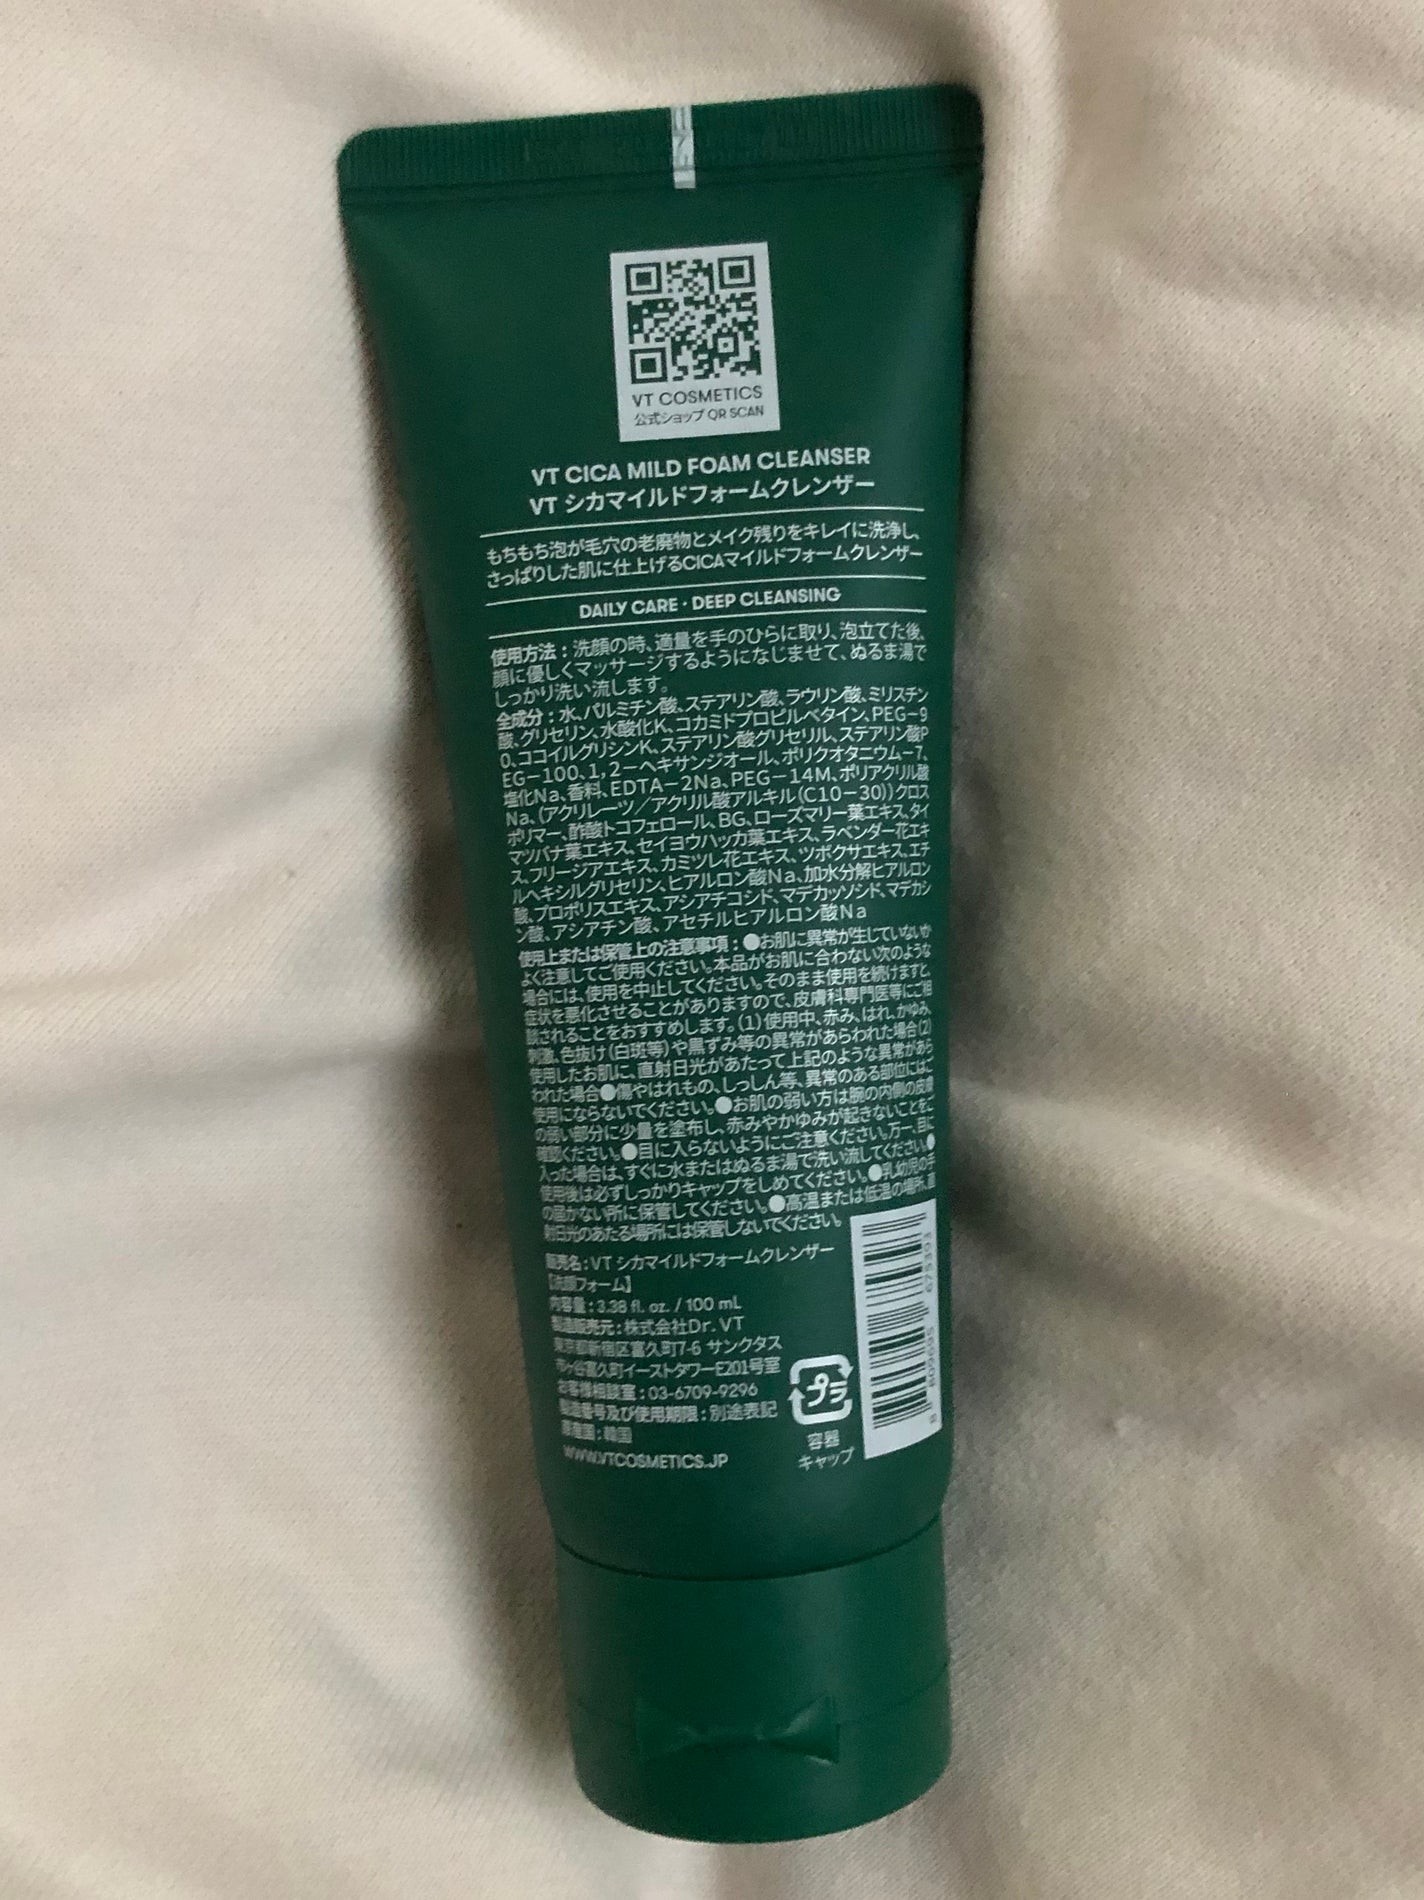 VT COSMETICS
公式ショップ QR SCAN
VT CICA MILD FOAM CLEANSER
VT シカマイルドフォームクレンザー
もちもち泡が毛穴の老廃物とメイク残りをキレイに洗浄し、
さっぱりした肌に仕上げるCICAマイルドフォームクレンザー
DAILY CARE · DEEP CLEANSING
使用方法：洗顔の時、適量を手のひらに取り、泡立てた後、
顔に優しくマッサージするようになじませて、ぬるま湯で
しっかり洗い流します。
全成分：水、パルミチン酸、ステアリン酸、ラウリン酸、ミリスチン
酸、グリセリン、水酸化K、コカミドプロピルベタイン、PEG－9
0、ココイルグリシンK、ステアリン酸グリセリル、ステアリン酸P
EG－100、1，2－ヘキサンジオール、ポリクオタニウム－7、
塩化Na、香料、EDTA－2Na、PEG－14M、ポリアクリル酸
Na、（アクリレーツ／アクリル酸アルキル（C10－30））クロス
ポリマー、酢酸トコフェロール、BG、ローズマリー葉エキス、タイ
マツバナ葉エキス、セイヨウハッカ葉エキス、ラベンダー花エキ
ス、フリージアエキス、カミツレ花エキス、ツボクサエキス、エチ
ルヘキシルグリセリン、ヒアルロン酸Na、加水分解ヒアルロン
酸、プロポリスエキス、アシアチコシド、マデカッソシド、マデカシ
ン酸、アシアチン酸、アセチルヒアルロン酸Na
使用上または保管上の注意事項：●お肌に異常が生じていないか
よく注意してご使用ください。本品がお肌に合わない次のような
場合には、使用を中止してください。そのまま使用を続けますと、
症状を悪化させることがありますので、皮膚科専門医等にご相
談されることをおすすめします。（1）使用中、赤み、はれ、かゆみ、
刺激、色抜け（白斑等）や黒ずみ等の異常があらわれた場合（2）
使用したお肌に、直射日光があたって上記のような異常があら
われた場合●傷やはれもの、しっしん等、異常のある部位にはご
使用にならないでください。●お肌の弱い方は腕の内側の皮膚
の弱い部分に少量を塗布し、赤みやかゆみが起きないことをご
確認ください。●目に入らないようにご注意ください。万一、目に
入った場合は、すぐに水またはぬるま湯で洗い流してください。●
使用後は必ずしっかりキャップをしめてください。●乳幼児の手
の届かない所に保管してください。●高温または低温の場所、直
射日光のあたる場所には保管しないでください。
販売名：VT シカマイルドフォームクレンザー
【洗顔フォーム】
内容量：3.38 fl. oz. / 100 mL
製造販売元：株式会社Dr. VT
東京都新宿区富久町7-6 サンクタス
市ヶ谷富久町イーストタワーE201号室
お客様相談室：03-6709-9296
製造番号及び使用期限：別途表記
原産国：韓国
WWW.VTCOSMETICS.JP
プラ
容器
キャップ